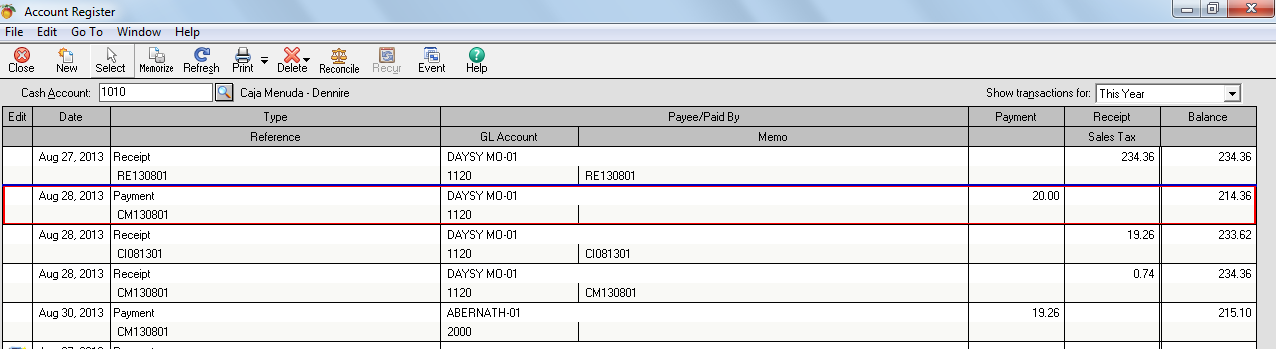 Account Register
File Edit Go To Window Help
Close New Select Memorize Refresh Print Delete Reconcile Recur Event Help
Cash Account: 1010 Caja Menuda - Dennire Show transactions for: This Year
Edit Date Type Payee/Paid By Payment Receipt Balance
Reference GL Account Memo Sales Tax
Aug 27, 2013 Receipt DAYSY MO-01 234.36 234.36
RE130801 1120 RE130801
Aug 28, 2013 Payment DAYSY MO-01 20.00 214.36
CM130801 1120
Aug 28, 2013 Receipt DAYSY MO-01 19.26 233.62
CI081301 1120 CI081301
Aug 28, 2013 Receipt DAYSY MO-01 0.74 234.36
CM130801 1120 CM130801
Aug 30, 2013 Payment ABERNATH-01 19.26 215.10
CM130801 2000